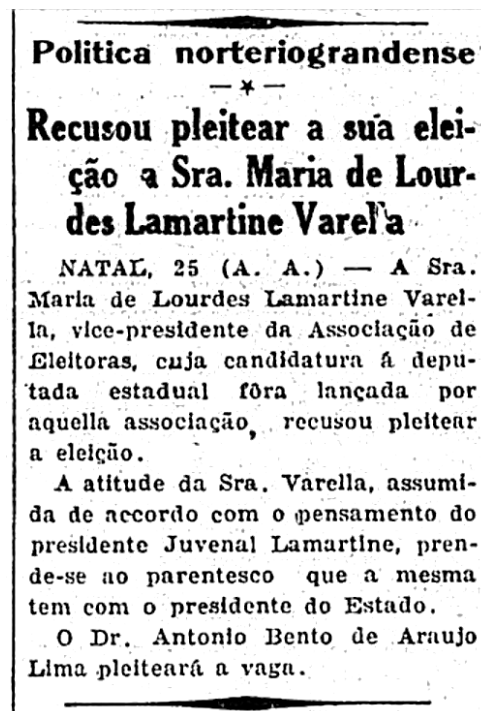 Politica norteriograndense
Recusou pleitear a sua elei-
ção a Sra. Maria de Lour-
des Lamartine Varella
NATAL, 25 (A. A.) — A Sra.
Maria de Lourdes Lamartine Varel-
la, vice-presidente da Associação de
Eleitoras, cuja candidatura á depu-
tada estadual fôra lançada por
aquella associação, recusou pleitear
a eleição.
A atitude da Sra. Varella, assumi-
da de accordo com o pensamento do
presidente Juvenal Lamartine, pren-
de-se ao parentesco que a mesma
tem com o presidente do Estado.
O Dr. Antonio Bento de Araujo
Lima pleiteará a vaga.